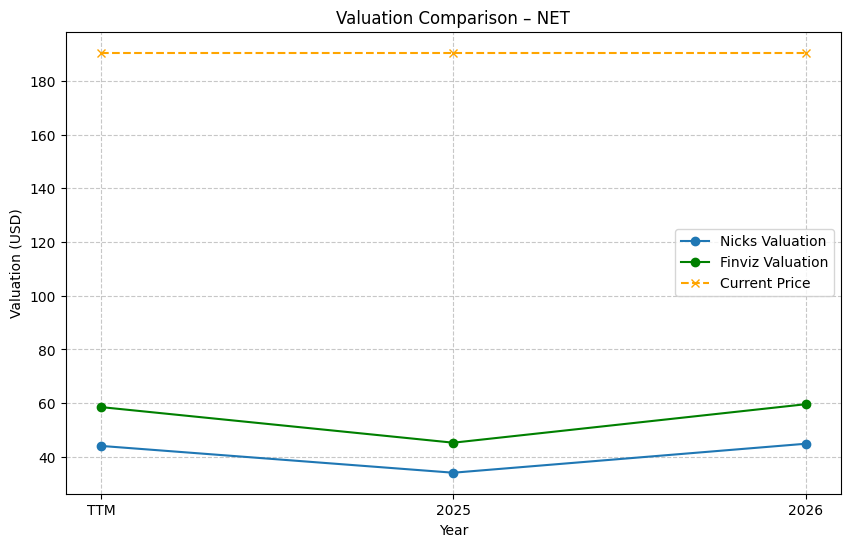 Valuation Comparison – NET
Valuation (USD)
180
160
140
120
100
80
60
40
Nicks Valuation
Finviz Valuation
Current Price
TTM
2025
2026
Year